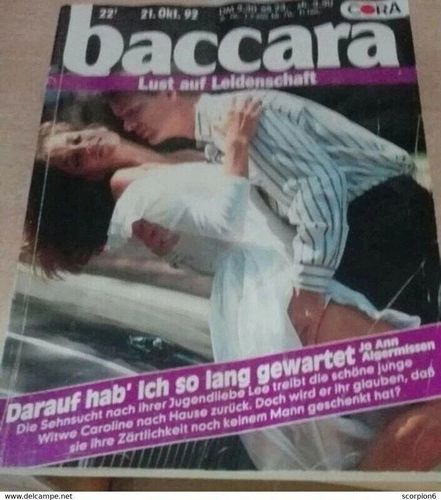 22'
21. Okt. 92
CORA
baccara
Lust auf Leidenschaft
Darauf hab' ich so lang gewartet
Jo Ann
Algermissen
Die Sehnsucht nach ihrer Jugendliebe Lee treibt die schöne junge
Witwe Caroline nach Hause zurück. Doch wird er ihr glauben, daß
sie ihre Zärtlichkeit noch keinem Mann geschenkt hat?
www.delcampe.net
scorpion6